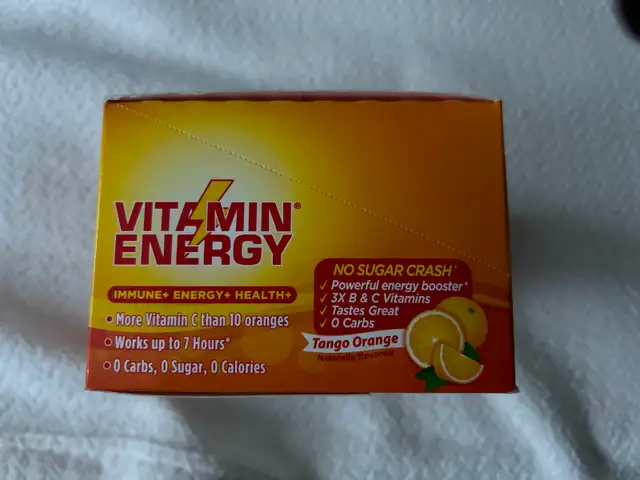 VITAMIN®
ENERGY
IMMUNE+ ENERGY+ HEALTH+
• More Vitamin C than 10 oranges
• Works up to 7 Hours*
• 0 Carbs, 0 Sugar, 0 Calories
NO SUGAR CRASH*
✓ Powerful energy booster*
✓ 3X B & C Vitamins
✓ Tastes Great
✓ 0 Carbs
Tango Orange
Naturally flavored